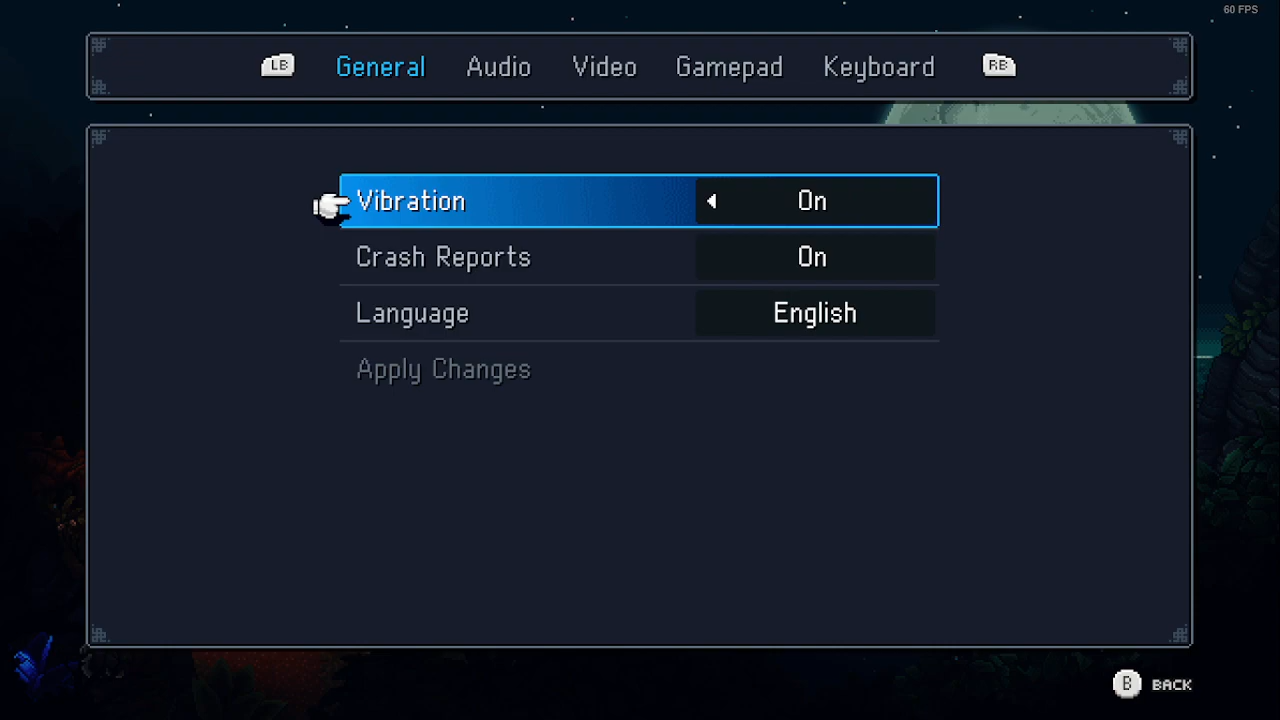 60 FPS
LB General Audio Video Gamepad Keyboard RB
Vibration On
Crash Reports On
Language English
Apply Changes
B BACK